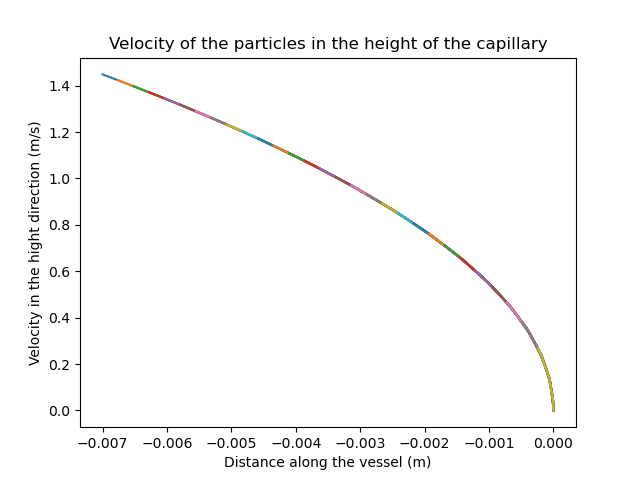 Velocity of the particles in the height of the capillary
Velocity in the hight direction (m/s)
1.4
1.2
1.0
0.8
0.6
0.4
0.2
0.0
−0.007 −0.006 −0.005 −0.004 −0.003 −0.002 −0.001 0.000
Distance along the vessel (m)